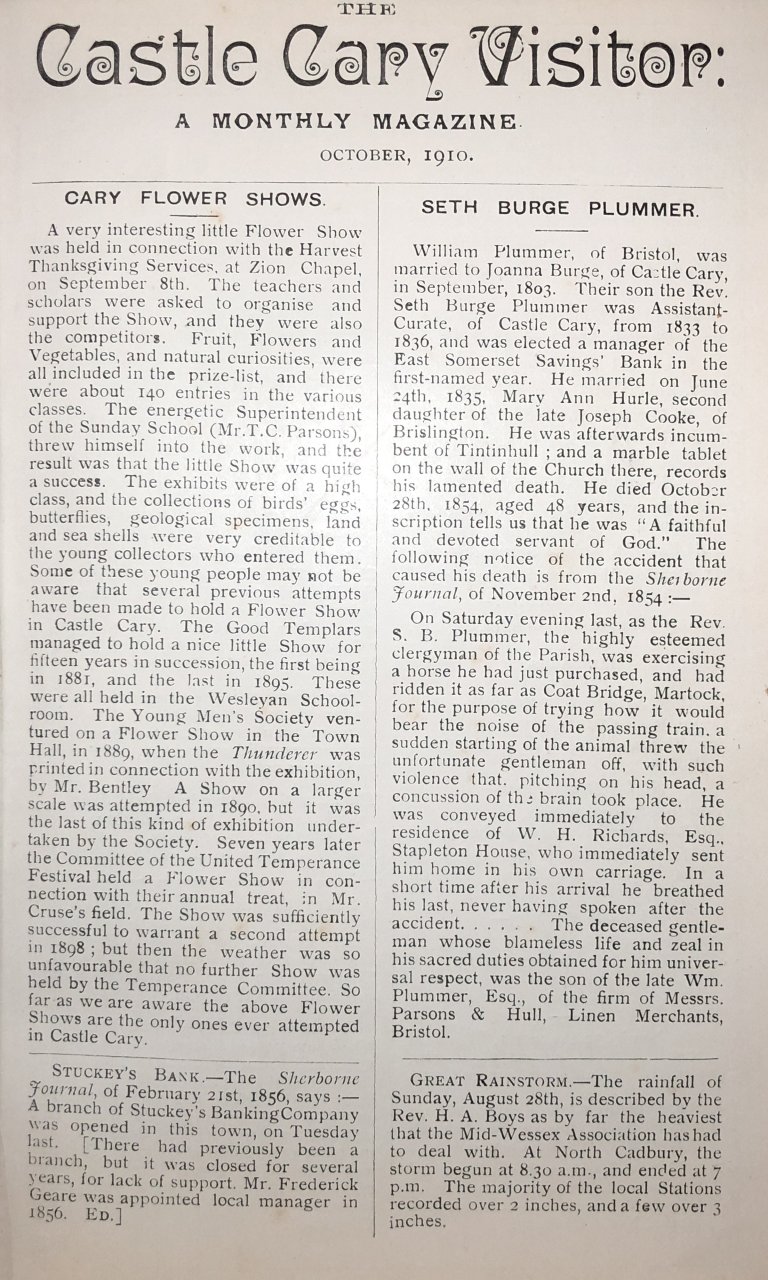 THE
Castle Cary Visitor:
A MONTHLY MAGAZINE.
OCTOBER, 1910.
CARY FLOWER SHOWS.
A very interesting little Flower Show
was held in connection with the Harvest
Thanksgiving Services, at Zion Chapel,
on September 8th. The teachers and
scholars were asked to organise and
support the Show, and they were also
the competitors. Fruit, Flowers and
Vegetables, and natural curiosities, were
all included in the prize-list, and there
were about 140 entries in the various
classes. The energetic Superintendent
of the Sunday School (Mr.T.C. Parsons),
threw himself into the work, and the
result was that the little Show was quite
a success. The exhibits were of a high
class, and the collections of birds' eggs,
butterflies, geological specimens, land
and sea shells were very creditable to
the young collectors who entered them.
Some of these young people may not be
aware that several previous attempts
have been made to hold a Flower Show
in Castle Cary. The Good Templars
managed to hold a nice little Show for
fifteen years in succession, the first being
in 1881, and the last in 1895. These
were all held in the Wesleyan School-
room. The Young Men's Society ven-
tured on a Flower Show in the Town
Hall, in 1889, when the Thunderer was
printed in connection with the exhibition,
by Mr. Bentley A Show on a larger
scale was attempted in 1890, but it was
the last of this kind of exhibition under-
taken by the Society. Seven years later
the Committee of the United Temperance
Festival held a Flower Show in con-
nection with their annual treat, in Mr.
Cruse's field. The Show was sufficiently
successful to warrant a second attempt
in 1898 ; but then the weather was so
unfavourable that no further Show was
held by the Temperance Committee. So
far as we are aware the above Flower
Shows are the only ones ever attempted
in Castle Cary.
STUCKEY'S BANK.—The Sherborne
Journal, of February 21st, 1856, says :—
A branch of Stuckey's Banking Company
was opened in this town, on Tuesday
last. [There had previously been a
branch, but it was closed for several
years, for lack of support. Mr. Frederick
Geare was appointed local manager in
1856. ED.]
SETH BURGE PLUMMER.
William Plummer, of Bristol, was
married to Joanna Burge, of Castle Cary,
in September, 1803. Their son the Rev.
Seth Burge Plummer was Assistant-
Curate, of Castle Cary, from 1833 to
1836, and was elected a manager of the
East Somerset Savings' Bank in the
first-named year. He married on June
24th, 1835, Mary Ann Hurle, second
daughter of the late Joseph Cooke, of
Brislington. He was afterwards incum-
bent of Tintinhull ; and a marble tablet
on the wall of the Church there, records
his lamented death. He died October
28th, 1854, aged 48 years, and the in-
scription tells us that he was "A faithful
and devoted servant of God." The
following notice of the accident that
caused his death is from the Sherborne
Journal, of November 2nd, 1854 :—
On Saturday evening last, as the Rev.
S. B. Plummer, the highly esteemed
clergyman of the Parish, was exercising
a horse he had just purchased, and had
ridden it as far as Coat Bridge, Martock,
for the purpose of trying how it would
bear the noise of the passing train, a
sudden starting of the animal threw the
unfortunate gentleman off, with such
violence that, pitching on his head, a
concussion of the brain took place. He
was conveyed immediately to the
residence of W. H. Richards, Esq.,
Stapleton House, who immediately sent
him home in his own carriage. In a
short time after his arrival he breathed
his last, never having spoken after the
accident. . . . . . The deceased gentle-
man whose blameless life and zeal in
his sacred duties obtained for him univer-
sal respect, was the son of the late Wm.
Plummer, Esq., of the firm of Messrs.
Parsons & Hull, Linen Merchants,
Bristol.
GREAT RAINSTORM.—The rainfall of
Sunday, August 28th, is described by the
Rev. H. A. Boys as by far the heaviest
that the Mid-Wessex Association has had
to deal with. At North Cadbury, the
storm begun at 8.30 a.m., and ended at 7
p.m. The majority of the local Stations
recorded over 2 inches, and a few over 3
inches.